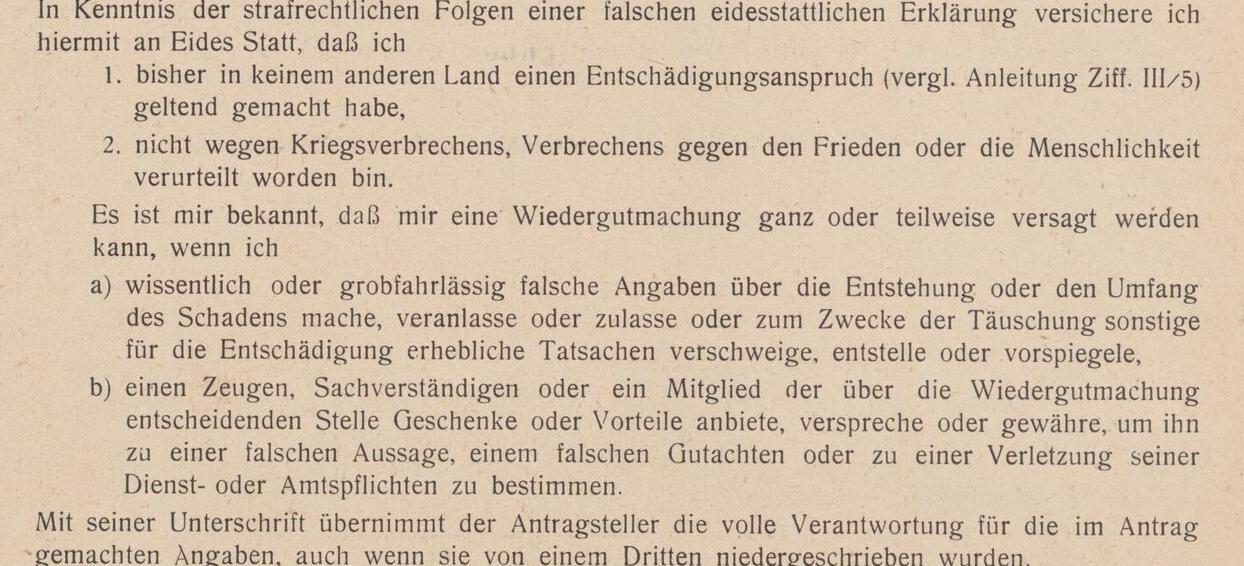 In Kenntnis der strafrechtlichen Folgen einer falschen eidesstattlichen Erklärung versichere ich
hiermit an Eides Statt, daß ich
1. bisher in keinem anderen Land einen Entschädigungsanspruch (vergl. Anleitung Ziff. III/5)
geltend gemacht habe,
2. nicht wegen Kriegsverbrechens, Verbrechens gegen den Frieden oder die Menschlichkeit
verurteilt worden bin.
Es ist mir bekannt, daß mir eine Wiedergutmachung ganz oder teilweise versagt werden
kann, wenn ich
a) wissentlich oder grobfahrlässig falsche Angaben über die Entstehung oder den Umfang
des Schadens mache, veranlasse oder zulasse oder zum Zwecke der Täuschung sonstige
für die Entschädigung erhebliche Tatsachen verschweige, entstelle oder vorspiegele,
b) einen Zeugen, Sachverständigen oder ein Mitglied der über die Wiedergutmachung
entscheidenden Stelle Geschenke oder Vorteile anbiete, verspreche oder gewähre, um ihn
zu einer falschen Aussage, einem falschen Gutachten oder zu einer Verletzung seiner
Dienst- oder Amtspflichten zu bestimmen.
Mit seiner Unterschrift übernimmt der Antragsteller die volle Verantwortung für die im Antrag
gemachten Angaben, auch wenn sie von einem Dritten niedergeschrieben wurden.